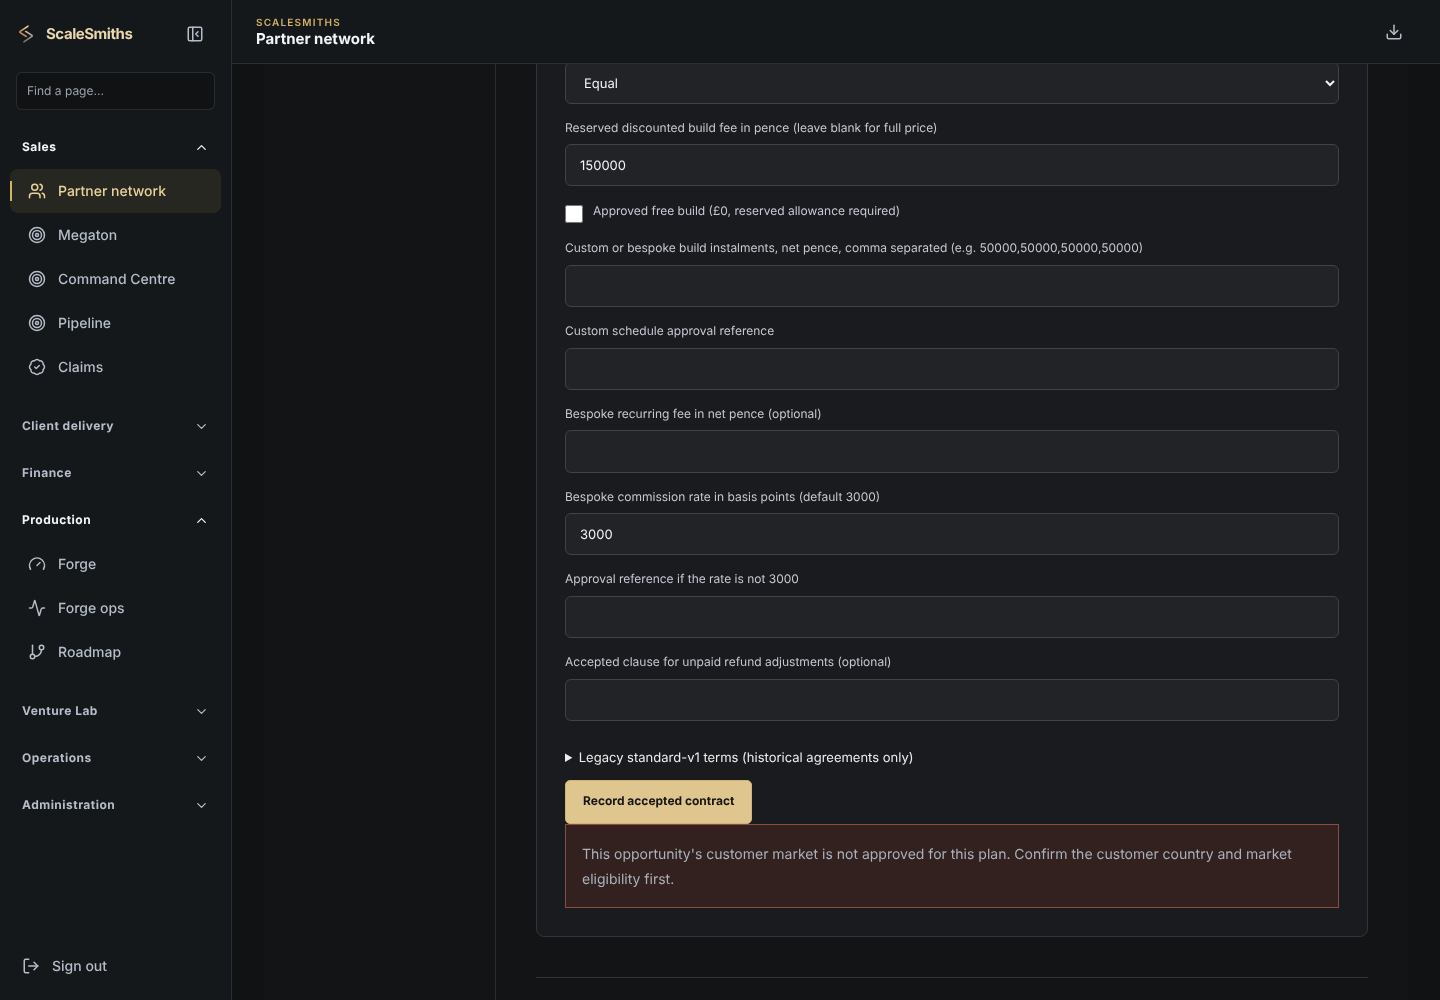 ScaleSmiths
Find a page...
Sales
Partner network
Megaton
Command Centre
Pipeline
Claims
Client delivery
Finance
Production
Forge
Forge ops
Roadmap
Venture Lab
Operations
Administration
Sign out
SCALESMITHS
Partner network
Equal
Reserved discounted build fee in pence (leave blank for full price)
150000
Approved free build (£0, reserved allowance required)
Custom or bespoke build instalments, net pence, comma separated (e.g. 50000,50000,50000,50000)
Custom schedule approval reference
Bespoke recurring fee in net pence (optional)
Bespoke commission rate in basis points (default 3000)
3000
Approval reference if the rate is not 3000
Accepted clause for unpaid refund adjustments (optional)
Legacy standard-v1 terms (historical agreements only)
Record accepted contract
This opportunity's customer market is not approved for this plan. Confirm the customer country and market
eligibility first.